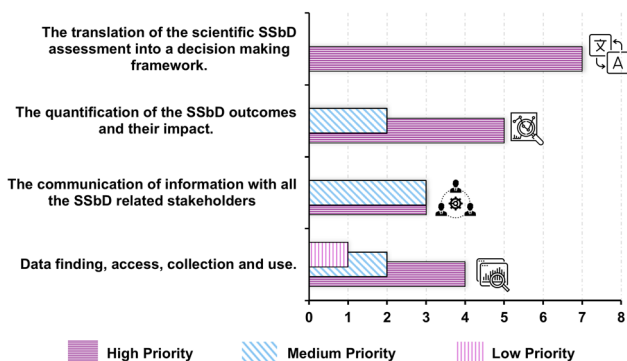 The translation of the scientific SSbD
assessment into a decision making
framework.
文
A
The quantification of the SSbD outcomes
and their impact.
The communication of information with all
the SSbD related stakeholders
Data finding, access, collection and use.
0 1 2 3 4 5 6 7 8
High Priority Medium Priority Low Priority